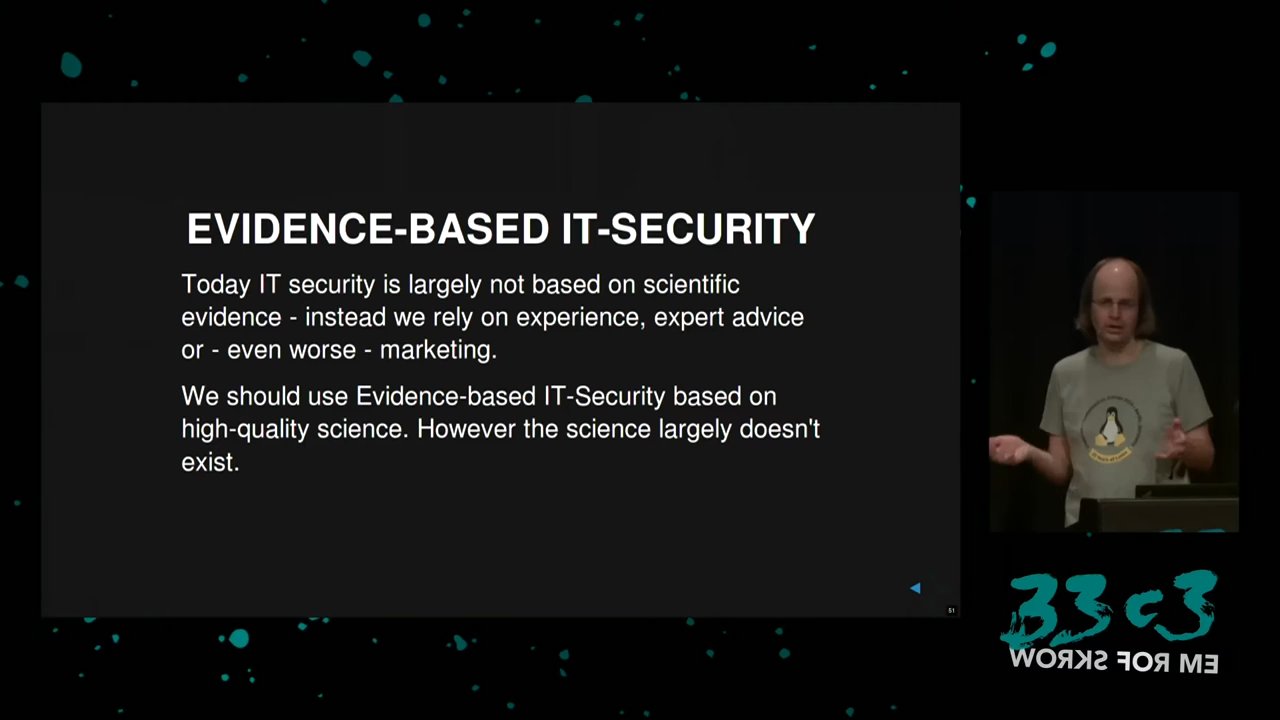 EVIDENCE-BASED IT-SECURITY
Today IT security is largely not based on scientific
evidence - instead we rely on experience, expert advice
or - even worse - marketing.
We should use Evidence-based IT-Security based on
high-quality science. However the science largely doesn't
exist.
51
33c3
WORKS FOR ME